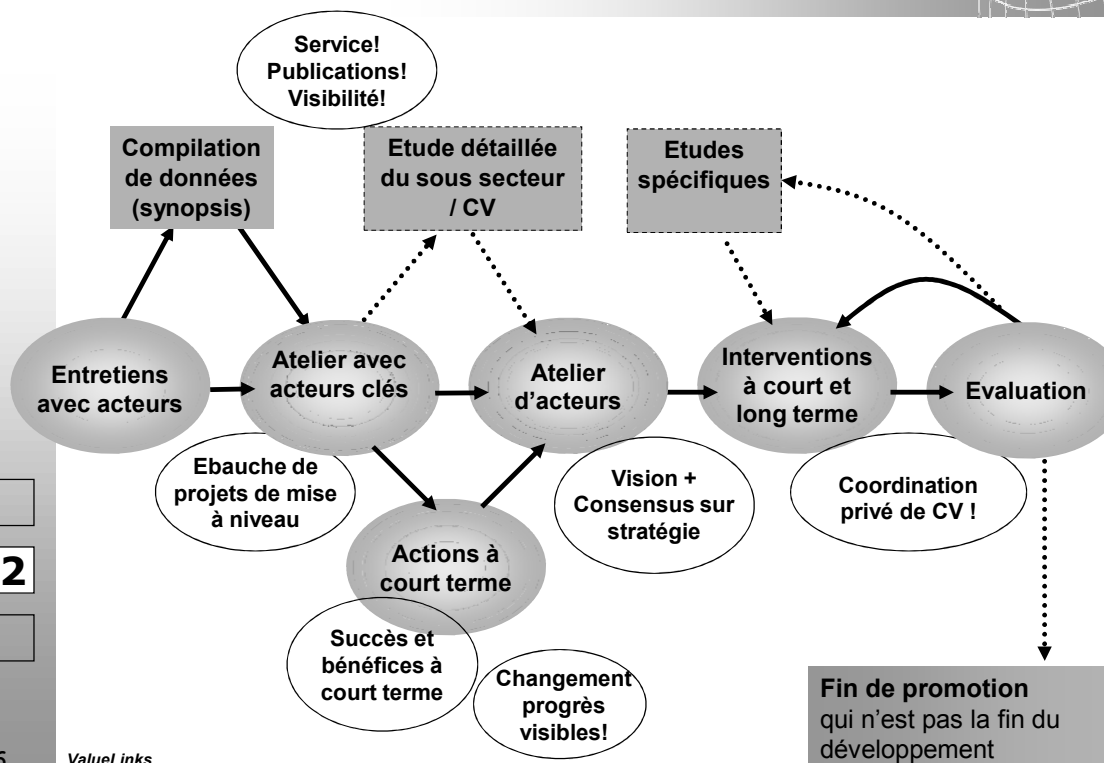 Service!
Publications!
Visibilité!
Compilation
de données
(synopsis)
Etude détaillée
du sous secteur
/ CV
Etudes
spécifiques
Entretiens
avec acteurs
Atelier avec
acteurs clés
Atelier
d’acteurs
Interventions
à court et
long terme
Evaluation
Ebauche de
projets de mise
à niveau
Vision +
Consensus sur
stratégie
Coordination
privé de CV !
Actions à
court terme
2
Succès et
bénéfices à
court terme
Changement
progrès
visibles!
Fin de promotion
qui n’est pas la fin du
développement
ValueLinks